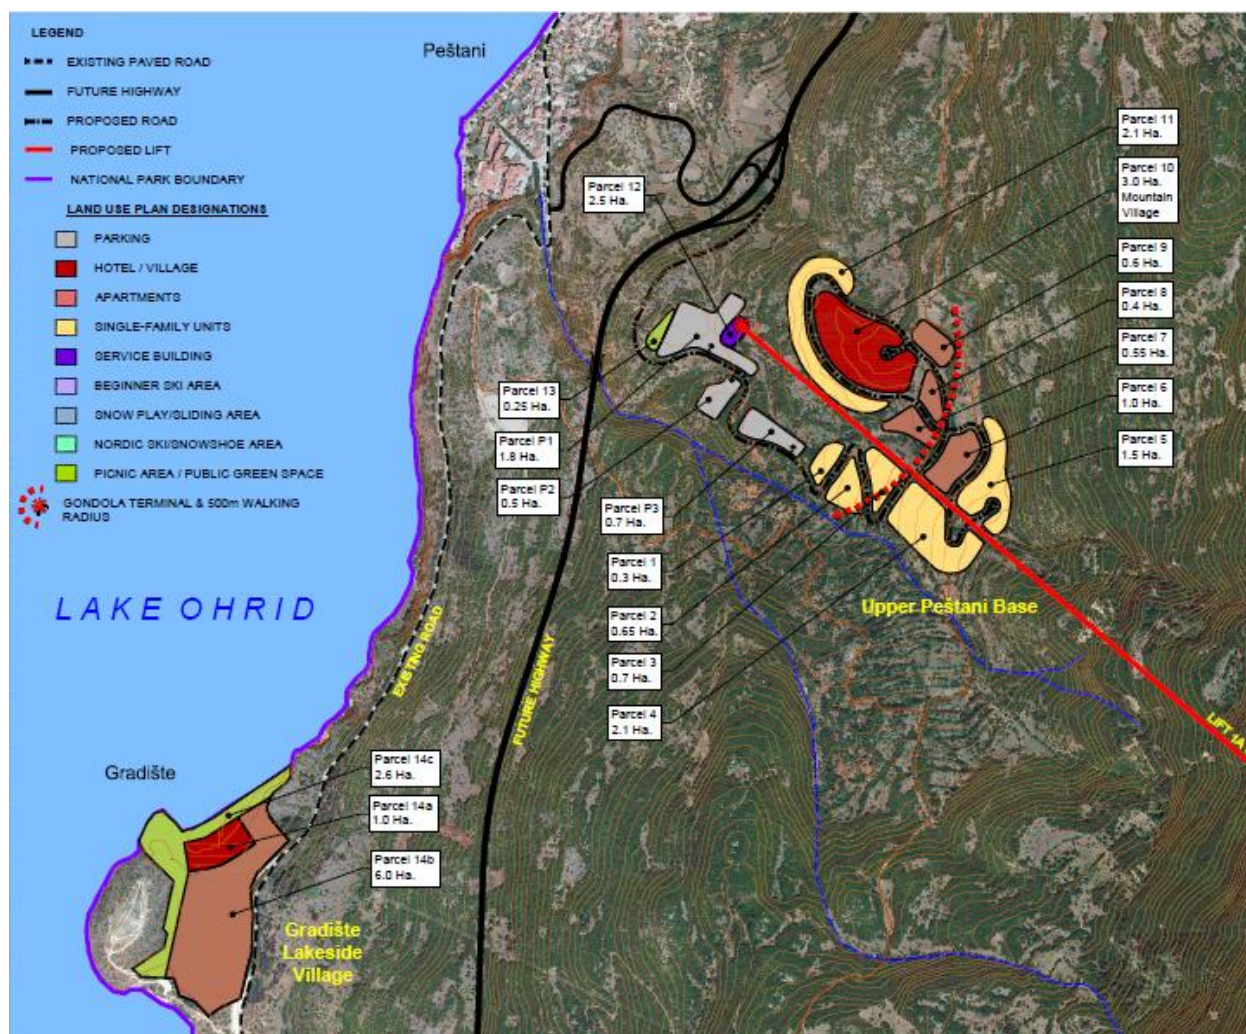 LEGEND
EXISTING PAVED ROAD
FUTURE HIGHWAY
PROPOSED ROAD
PROPOSED LIFT
NATIONAL PARK BOUNDARY
LAND USE PLAN DESIGNATIONS
PARKING
HOTEL / VILLAGE
APARTMENTS
SINGLE-FAMILY UNITS
SERVICE BUILDING
BEGINNER SKI AREA
SNOW PLAY/SLIDING AREA
NORDIC SKI/SNOWSHOE AREA
PICNIC AREA / PUBLIC GREEN SPACE
GONDOLA TERMINAL & 500m WALKING
RADIUS
Peštani
Parcel 12
2.5 Ha.
Parcel 11
2.1 Ha.
Parcel 10
3.0 Ha.
Mountain
Village
Parcel 9
0.6 Ha.
Parcel 8
0.4 Ha.
Parcel 7
0.55 Ha.
Parcel 6
1.0 Ha.
Parcel 5
1.5 Ha.
Parcel 13
0.25 Ha.
Parcel P1
1.8 Ha.
Parcel P2
0.5 Ha.
Parcel P3
0.7 Ha.
Parcel 1
0.3 Ha.
Parcel 2
0.65 Ha.
Parcel 3
0.7 Ha.
Parcel 4
2.1 Ha.
Upper Peštani Base
LAKE OHRID
EXISTING ROAD
FUTURE HIGHWAY
LIFT 1A
Gradište
Parcel 14c
2.6 Ha.
Parcel 14a
1.0 Ha.
Parcel 14b
6.0 Ha.
Gradište
Lakeside
Village